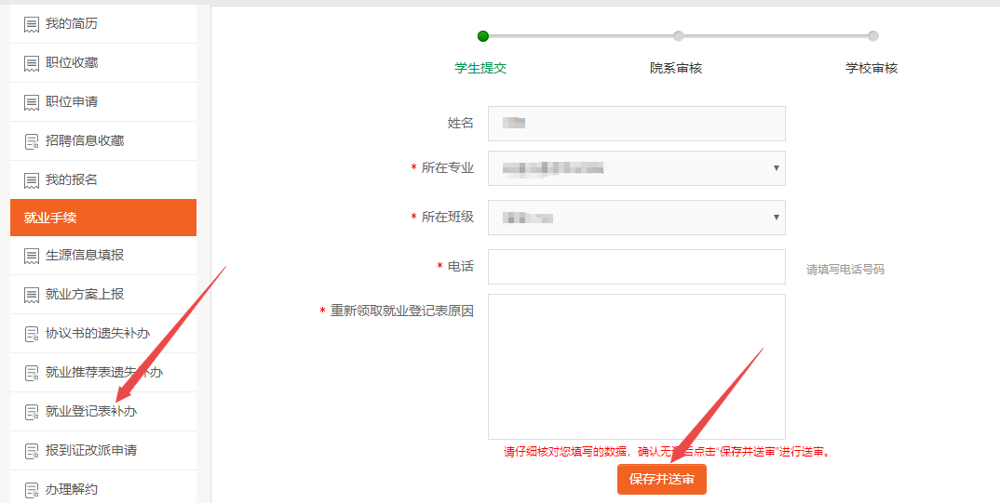 我的简历
职位收藏
职位申请
招聘信息收藏
我的报名
就业手续
生源信息填报
就业方案上报
协议书的遗失补办
就业推荐表遗失补办
就业登记表补办
报到证改派申请
办理解约
学生提交
院系审核
学校审核
姓名
* 所在专业
* 所在班级
* 电话
请填写电话号码
* 重新领取就业登记表原因
请仔细核对您填写的数据，确认无误后点击“保存并送审”进行送审。
保存并送审